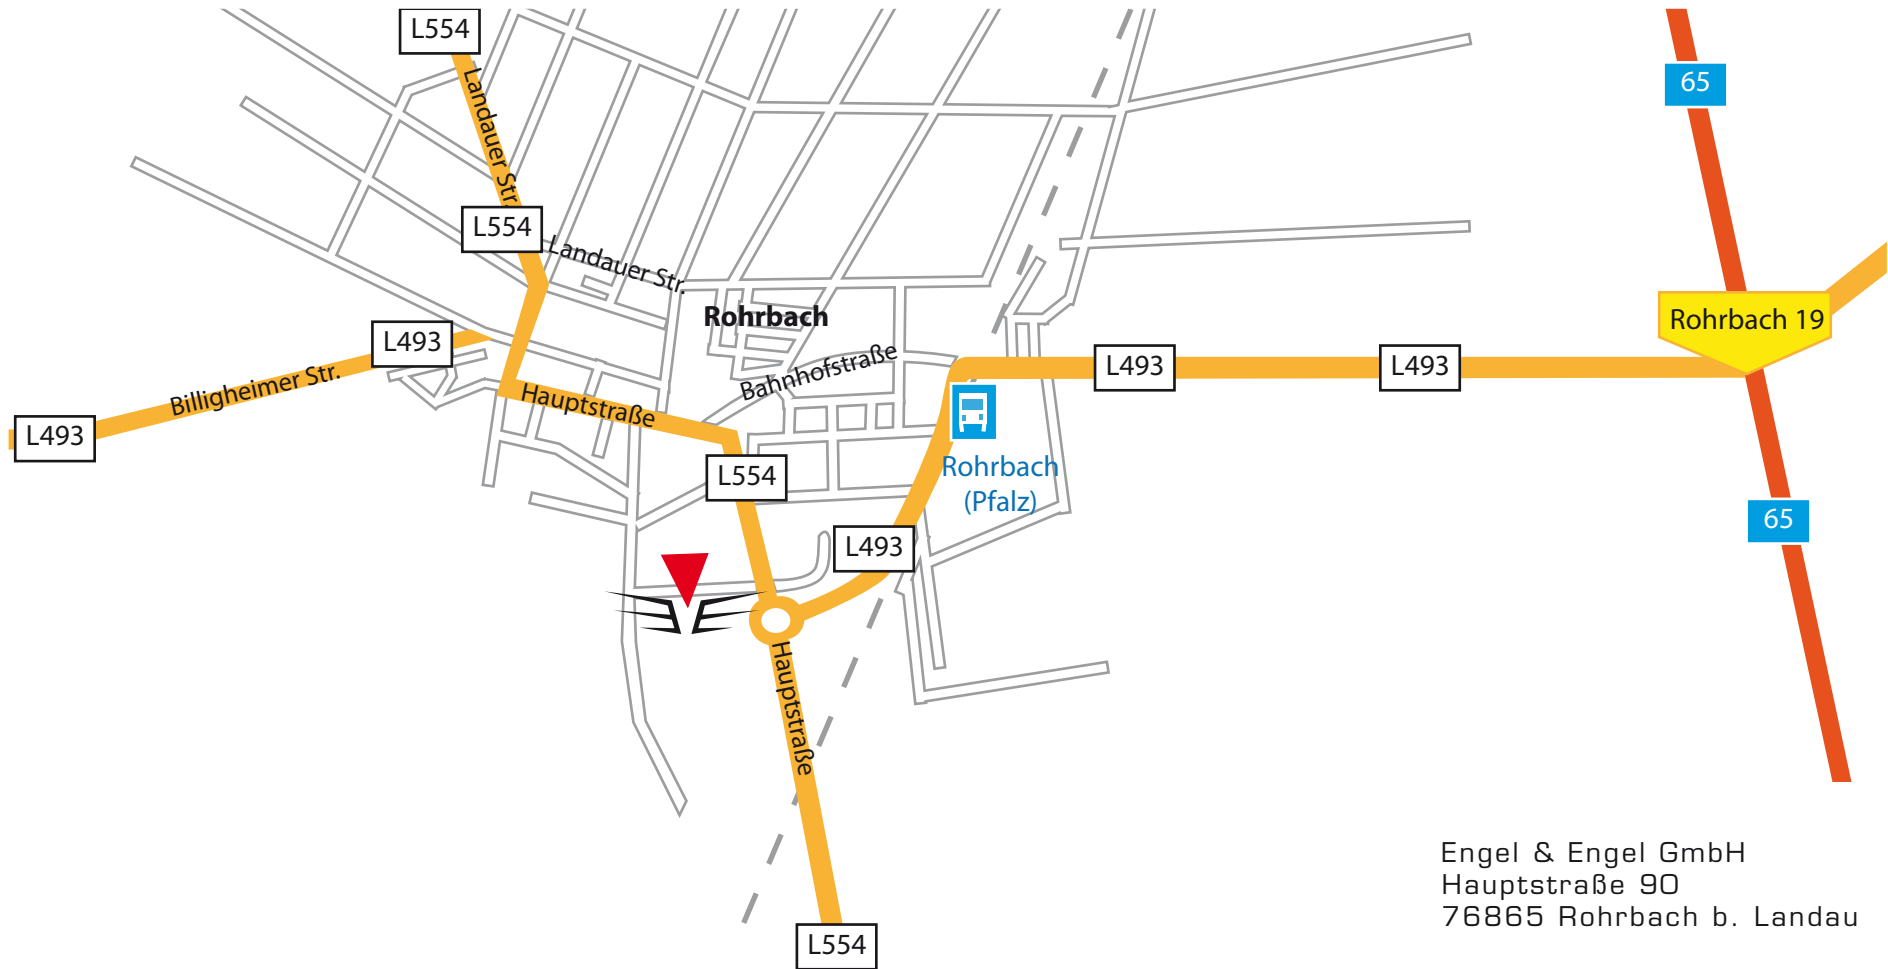 L554
65
Landauer Str.
L554
Landauer Str.
Rohrbach
Rohrbach 19
L493
Bahnhofstraße
L493
L493
Billigheimer Str.
Hauptstraße
L493
Rohrbach
(Pfalz)
L554
65
L493
Hauptstraße
Engel & Engel GmbH
Hauptstraße 90
76865 Rohrbach b. Landau
L554